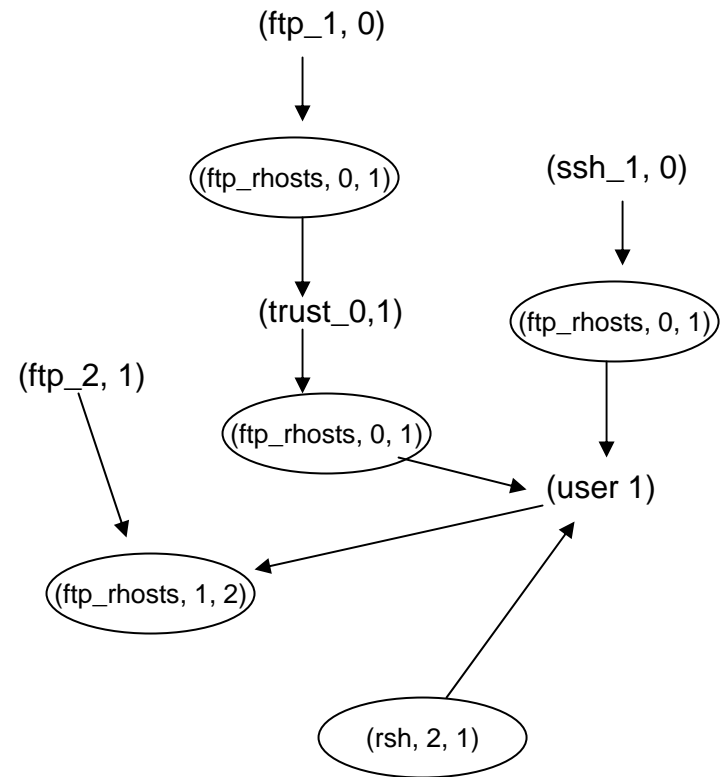 (ftp_1, 0)
(ftp_rhosts, 0, 1)
(ssh_1, 0)
(trust_0,1)
(ftp_rhosts, 0, 1)
(ftp_2, 1)
(ftp_rhosts, 0, 1)
(user 1)
(ftp_rhosts, 1, 2)
(rsh, 2, 1)